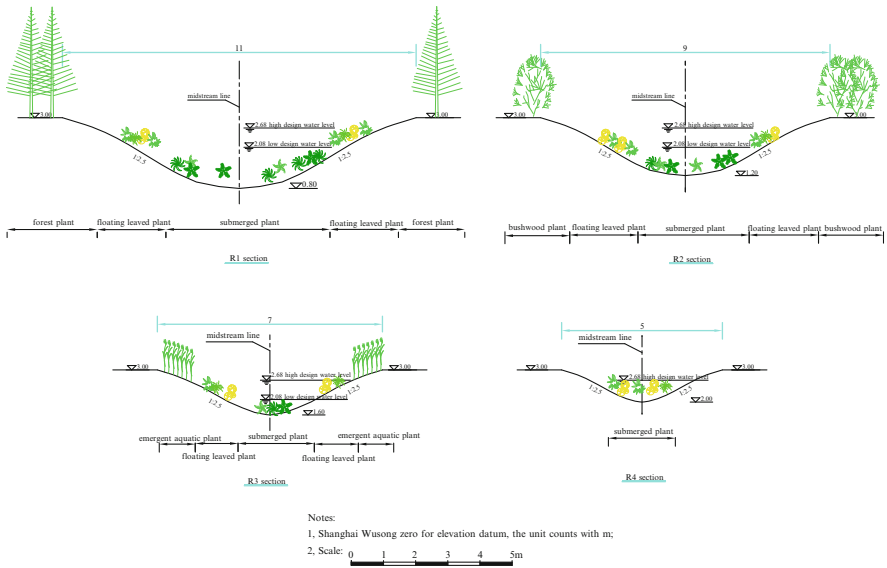 11
midstream line
3.00
3.00
2.68 high design water level
2.08 low design water level
1:2.5
1:2.5
0.80
forest plant
floating leaved plant
submerged plant
floating leaved plant
forest plant
R1 section
9
midstream line
3.00
3.00
2.68 high design water level
2.08 low design water level
1:2.5
1:2.5
1.20
bushwood plant
floating leaved plant
submerged plant
floating leaved plant
bushwood plant
R2 section
7
midstream line
3.00
3.00
2.68 high design water level
2.08 low design water level
1:2.5
1:2.5
1.60
emergent aquatic plant
submerged plant
emergent aquatic plant
floating leaved plant
floating leaved plant
R3 section
5
midstream line
3.00
3.00
2.68 high design water level
1:2.5
1:2.5
2.00
submerged plant
R4 section
Notes:
1, Shanghai Wusong zero for elevation datum, the unit counts with m;
2, Scale: 0 1 2 3 4 5m